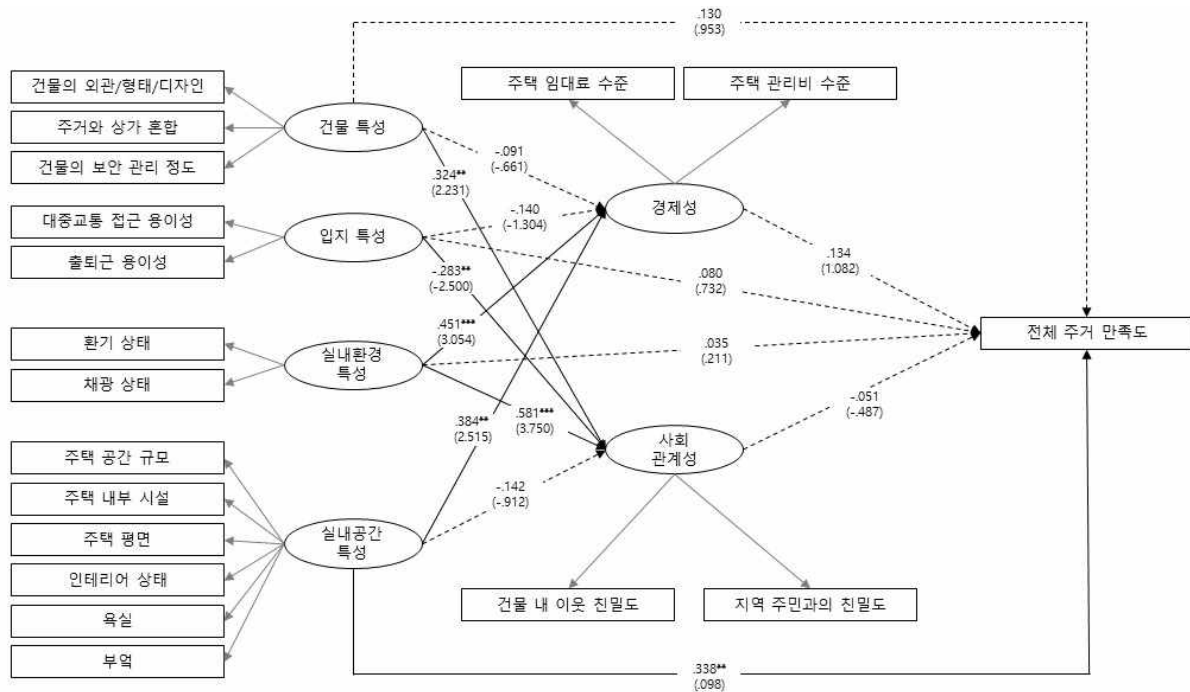 .130
(.953)
건물의 외관/형태/디자인
주거와 상가 혼합
건물의 보안 관리 정도
건물 특성
주택 임대료 수준
주택 관리비 수준
-.091
(-.661)
.324**
(2.231)
대중교통 접근 용이성
출퇴근 용이성
입지 특성
-.140
(-1.304)
경제성
.134
(1.082)
-.283**
(-2.500)
.080
(.732)
.451***
(3.054)
환기 상태
채광 상태
실내환경
특성
.035
(.211)
전체 주거 만족도
.384**
(2.515)
.581***
(3.750)
사회
관계성
-.051
(-.487)
-.142
(-.912)
주택 공간 규모
주택 내부 시설
주택 평면
인테리어 상태
욕실
부엌
실내공간
특성
건물 내 이웃 친밀도
지역 주민과의 친밀도
.338**
(.098)